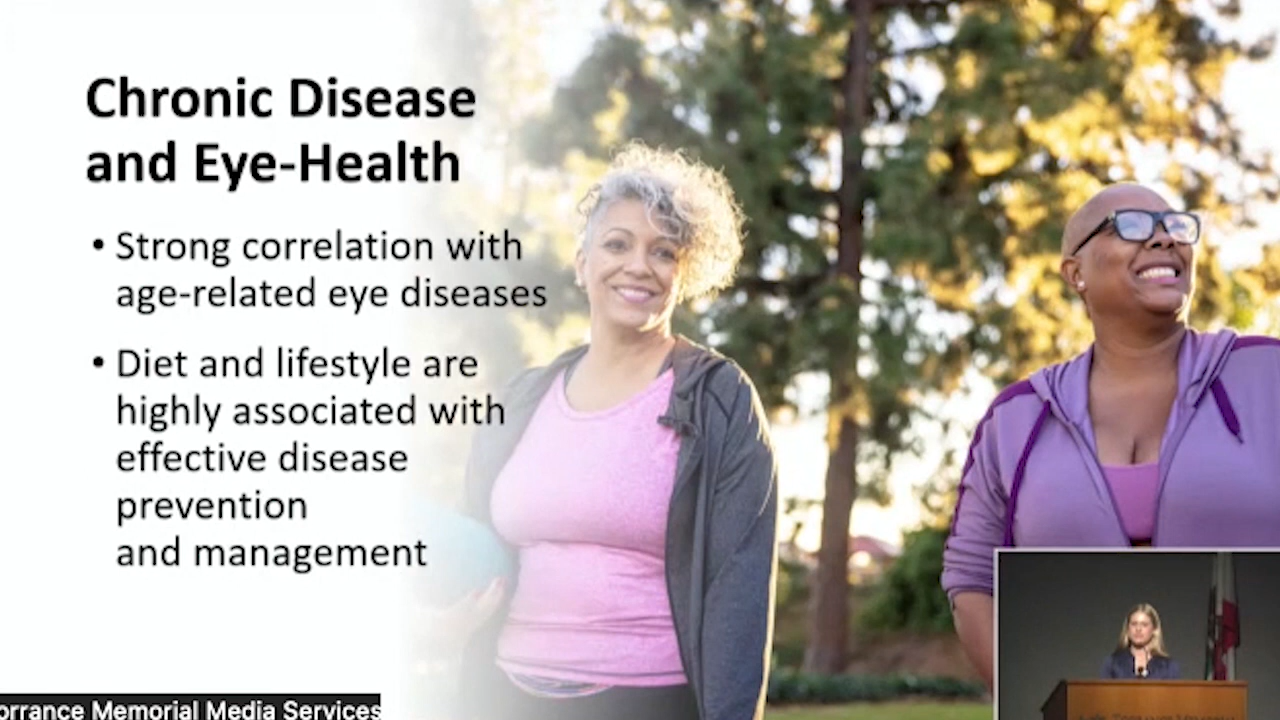 Chronic Disease
and Eye-Health
• Strong correlation with
age-related eye diseases
• Diet and lifestyle are
highly associated with
effective disease
prevention
and management
orrance Memorial Media Services